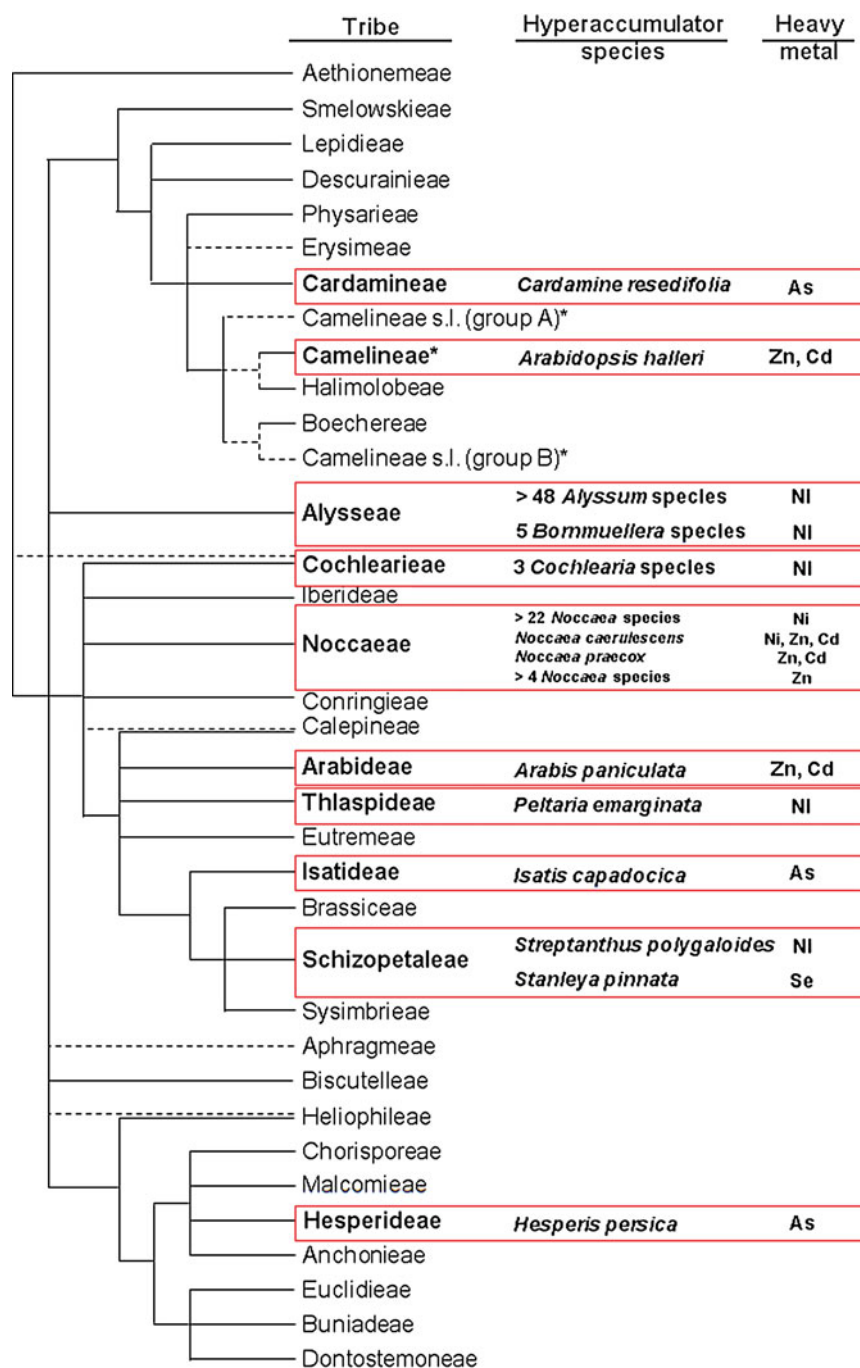 Tribe Hyperaccumulator species Heavy metal
Aethionemeae
Smelowskieae
Lepidieae
Descurainieae
Physarieae
Erysimeae
Cardamineae Cardamine resedifolia As
Camelineae s.l. (group A)*
Camelineae* Arabidopsis halleri Zn, Cd
Halimolobeae
Boechereae
Camelineae s.l. (group B)*
Alysseae > 48 Alyssum species NI
5 Bornmuellera species NI
Cochlearieae 3 Cochlearia species NI
Iberideae
Noccaeae > 22 Noccaea species Ni
Noccaea caerulescens Ni, Zn, Cd
Noccaea praecox Zn, Cd
> 4 Noccaea species Zn
Conringieae
Calepineae
Arabideae Arabis paniculata Zn, Cd
Thlaspideae Peltaria emarginata NI
Eutremeae
Isatideae Isatis capadocica As
Brassiceae
Schizopetaleae Streptanthus polygaloides NI
Stanleya pinnata Se
Sysimbrieae
Aphragmeae
Biscutelleae
Heliophileae
Chorisporeae
Malcomieae
Hesperideae Hesperis persica As
Anchonieae
Euclidieae
Buniadeae
Dontostemoneae